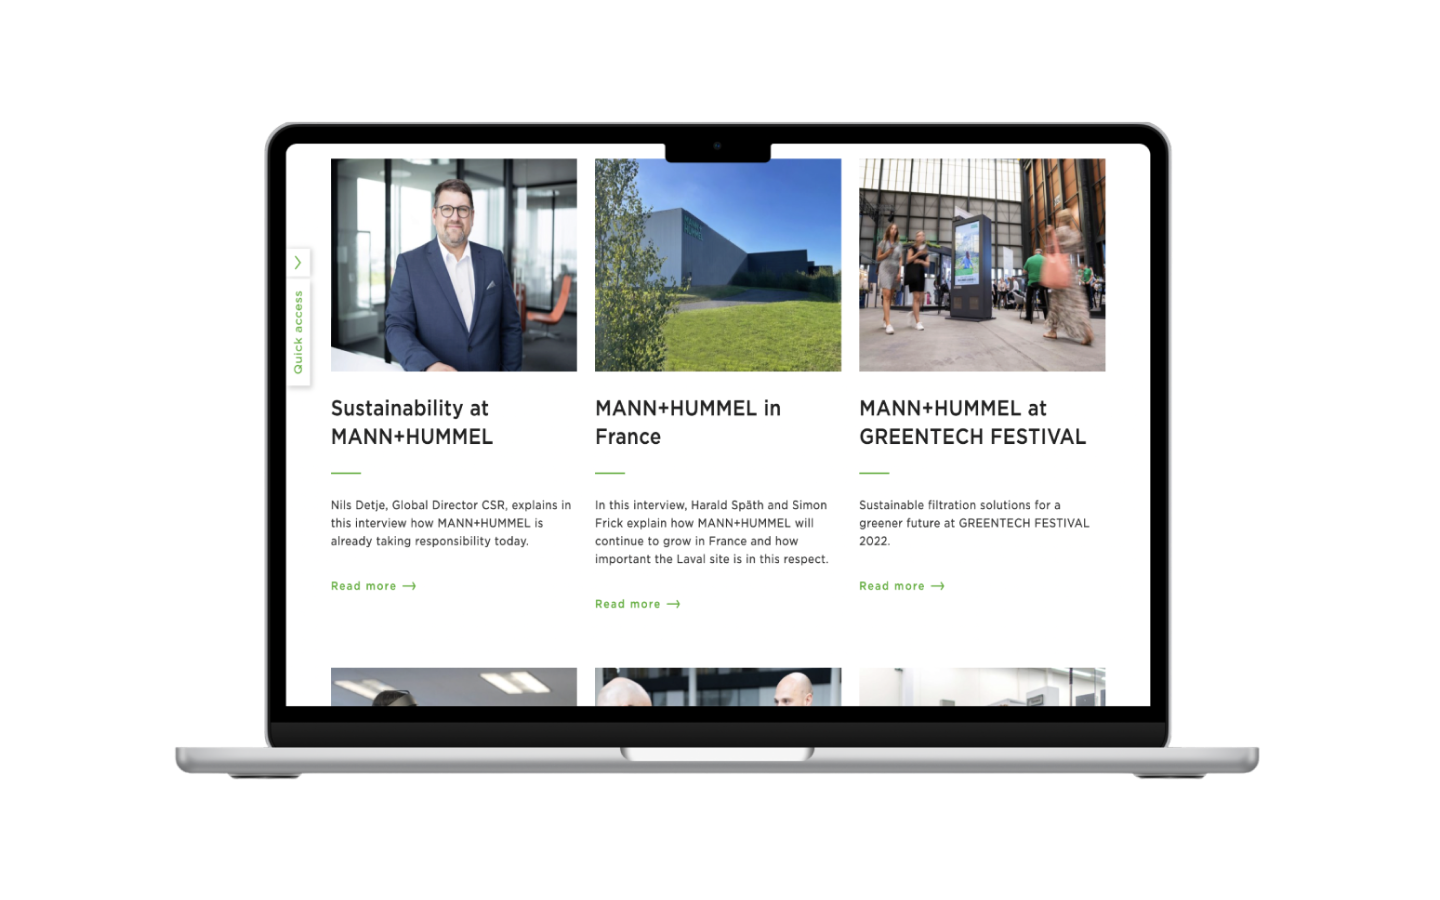 MANN+
HUMMEL
Quick access
Sustainability at
MANN+HUMMEL
Nils Detje, Global Director CSR, explains in
this interview how MANN+HUMMEL is
already taking responsibility today.
Read more →
MANN+HUMMEL in
France
In this interview, Harald Späth and Simon
Frick explain how MANN+HUMMEL will
continue to grow in France and how
important the Laval site is in this respect.
Read more →
MANN+HUMMEL at
GREENTECH FESTIVAL
Sustainable filtration solutions for a
greener future at GREENTECH FESTIVAL
2022.
Read more →